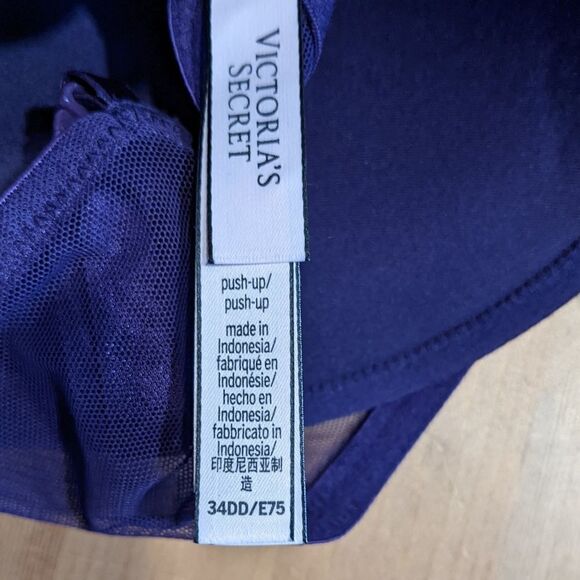 VICTORIA'S
SECRET
push-up/
push-up
made in
Indonesia/
fabriqué en
Indonésie/
hecho en
Indonesia/
fabbricato in
Indonesia/
印度尼西亚制
造
34DD/E75